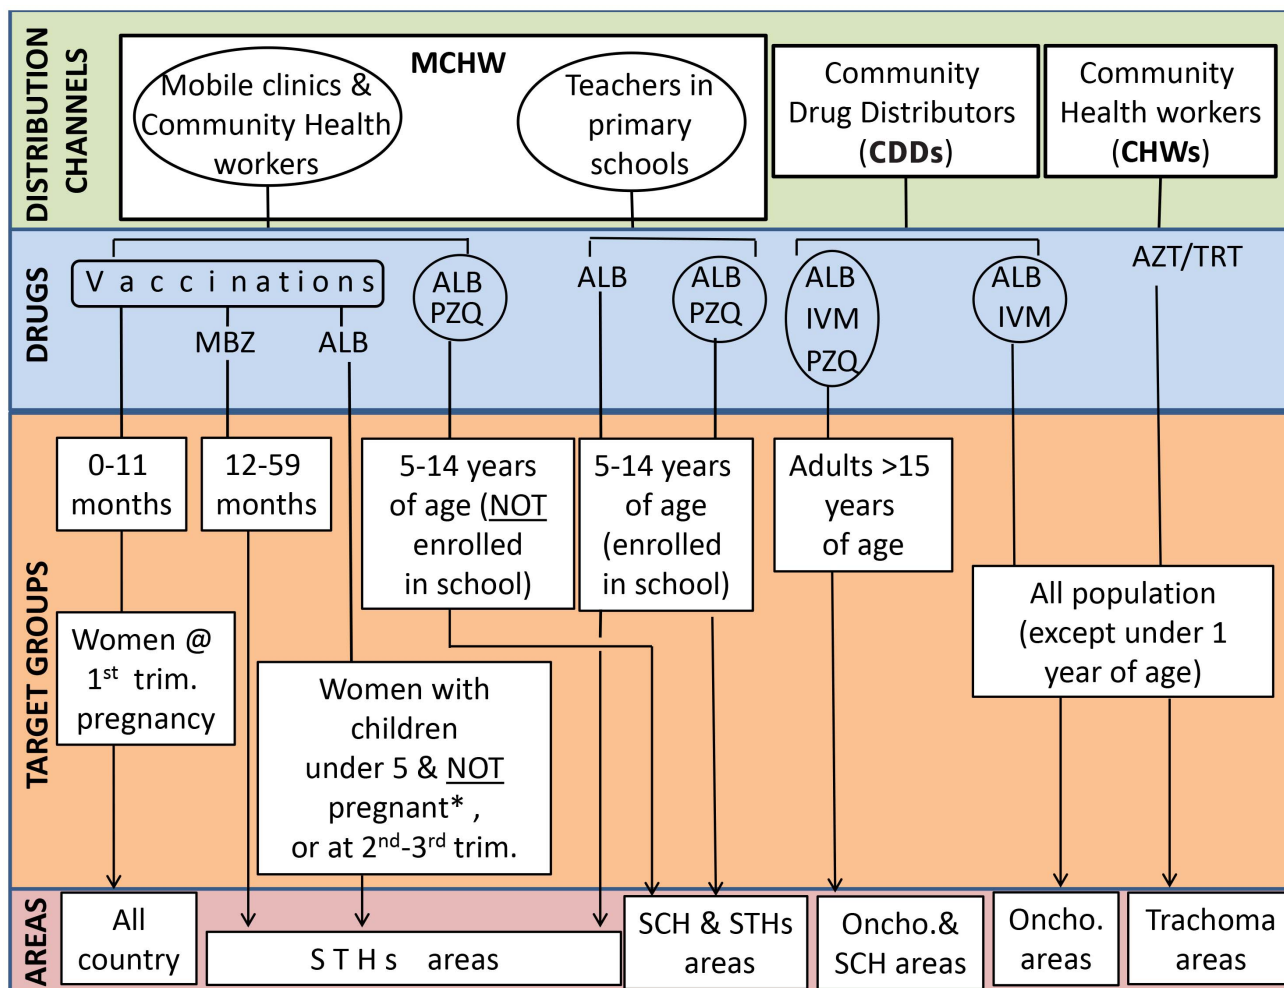 DISTRIBUTION
CHANNELS
MCHW
Mobile clinics &
Community Health
workers
Teachers in
primary
schools
Community
Drug Distributors
(CDDs)
Community
Health workers
(CHWs)
DRUGS
Vaccinations
MBZ
ALB
ALB
PZQ
ALB
ALB
PZQ
ALB
IVM
PZQ
ALB
IVM
AZT/TRT
TARGET GROUPS
0-11
months
12-59
months
5-14 years
of age (NOT
enrolled
in school)
5-14 years
of age
(enrolled
in school)
Adults >15
years
of age
Women @
1st trim.
pregnancy
Women with
children
under 5 & NOT
pregnant* ,
or at 2nd-3rd trim.
All population
(except under 1
year of age)
AREAS
All
country
STHs areas
SCH & STHs
areas
Oncho.&
SCH areas
Oncho.
areas
Trachoma
areas